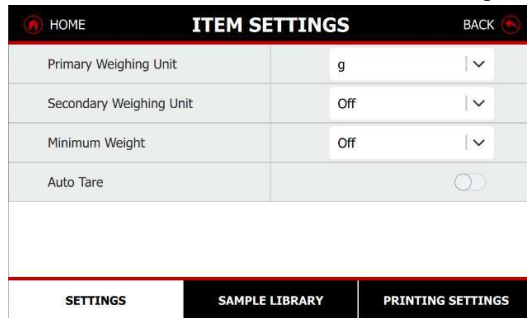 HOME ITEM SETTINGS BACK
Primary Weighing Unit g
Secondary Weighing Unit Off
Minimum Weight Off
Auto Tare
SETTINGS SAMPLE LIBRARY PRINTING SETTINGS